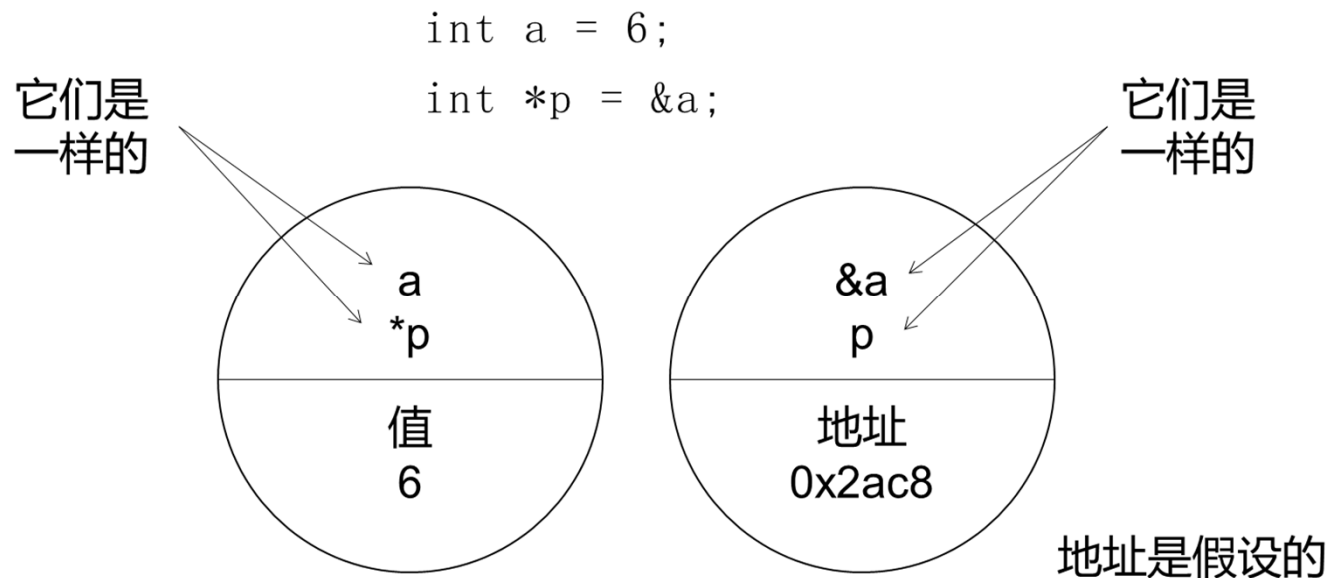 int a = 6;
int *p = &a;
它们是
一样的
它们是
一样的
a
*p
值
6
&a
p
地址
0x2ac8
地址是假设的